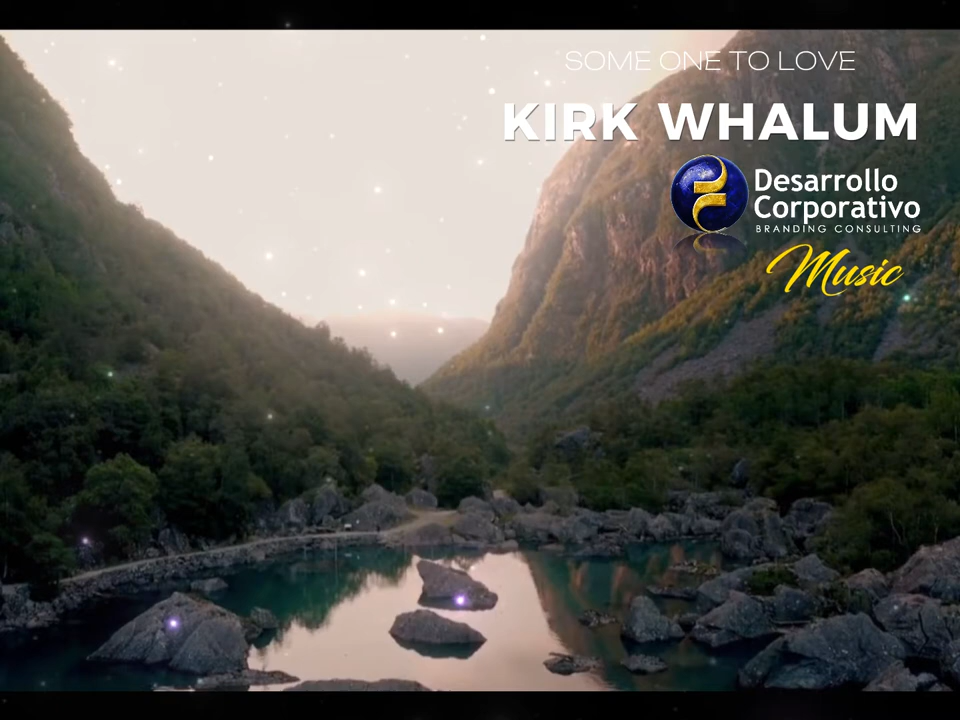 SOME ONE TO LOVE
KIRK WHALUM
Desarrollo
Corporativo
BRANDING CONSULTING
Music